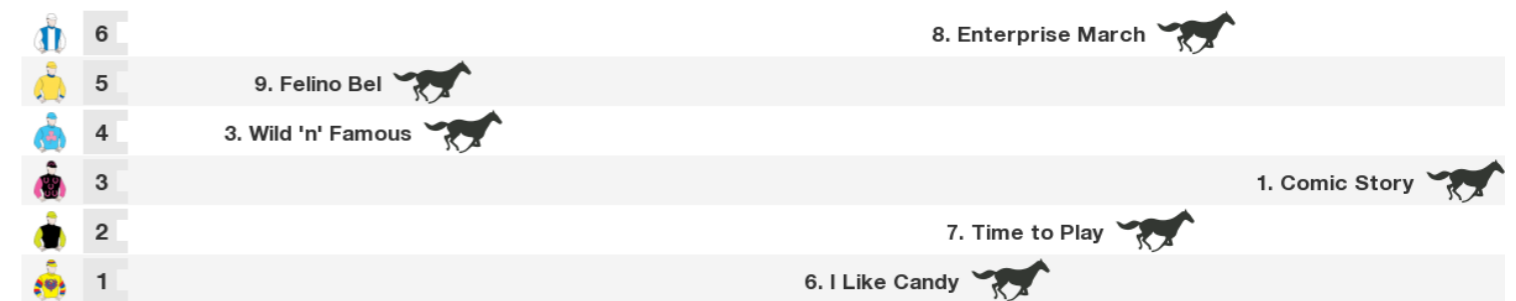 6 8. Enterprise March
5 9. Felino Bel
4 3. Wild 'n' Famous
3 1. Comic Story
2 7. Time to Play
1 6. I Like Candy